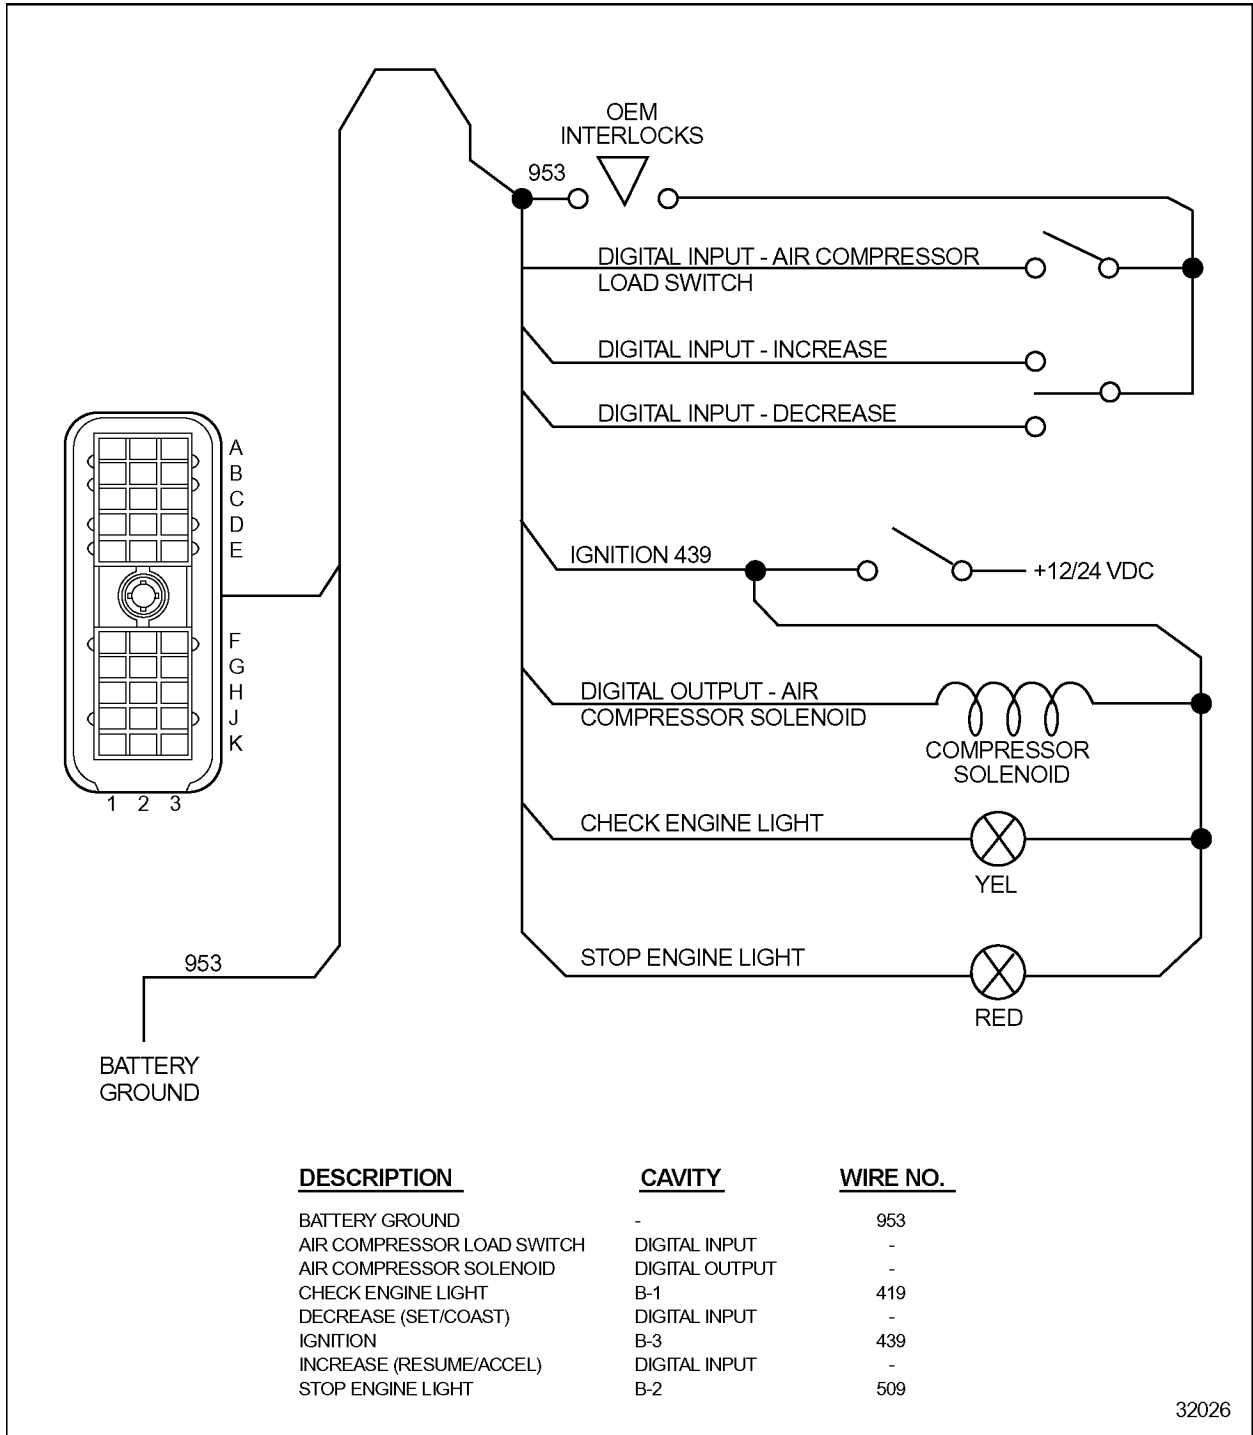 OEM
INTERLOCKS
953
DIGITAL INPUT - AIR COMPRESSOR
LOAD SWITCH
DIGITAL INPUT - INCREASE
DIGITAL INPUT - DECREASE
A
B
C
D
E
IGNITION 439
+12/24 VDC
F
G
H
J
K
1 2 3
DIGITAL OUTPUT - AIR
COMPRESSOR SOLENOID
COMPRESSOR
SOLENOID
CHECK ENGINE LIGHT
YEL
STOP ENGINE LIGHT
RED
953
BATTERY
GROUND
DESCRIPTION CAVITY WIRE NO.
BATTERY GROUND - 953
AIR COMPRESSOR LOAD SWITCH DIGITAL INPUT -
AIR COMPRESSOR SOLENOID DIGITAL OUTPUT -
CHECK ENGINE LIGHT B-1 419
DECREASE (SET/COAST) DIGITAL INPUT -
IGNITION B-3 439
INCREASE (RESUME/ACCEL) DIGITAL INPUT -
STOP ENGINE LIGHT B-2 509
32026